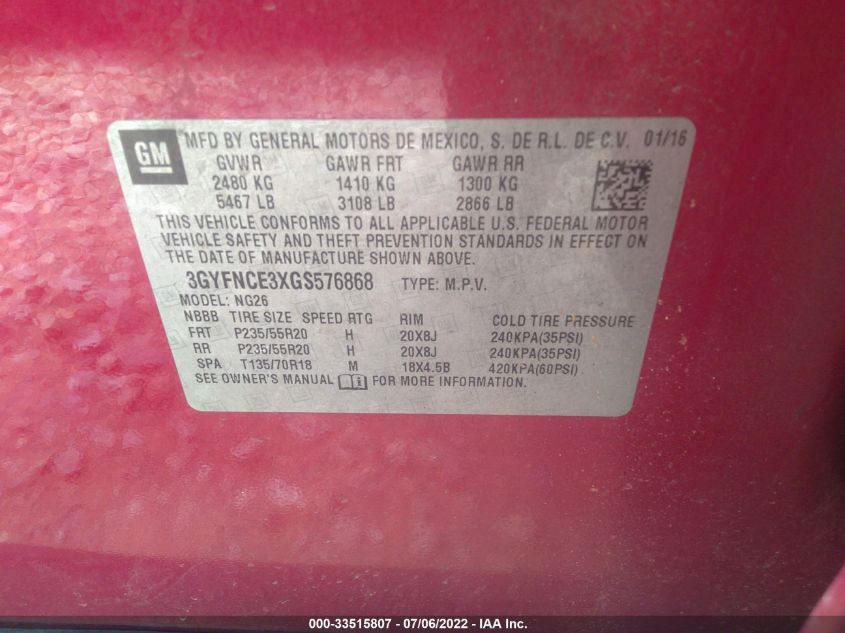 GM MFD BY GENERAL MOTORS DE MEXICO, S. DE R.L. DE C.V. 01/16
GVWR GAWR FRT GAWR RR
2480 KG 1410 KG 1300 KG
5467 LB 3108 LB 2866 LB
THIS VEHICLE CONFORMS TO ALL APPLICABLE U.S. FEDERAL MOTOR
VEHICLE SAFETY AND THEFT PREVENTION STANDARDS IN EFFECT ON
THE DATE OF MANUFACTURE SHOWN ABOVE.
3GYFNCE3XGS576868 TYPE: M.P.V.
MODEL: NG26
NBBB TIRE SIZE SPEED RTG RIM COLD TIRE PRESSURE
FRT P235/55R20 H 20X8J 240KPA(35PSI)
RR P235/55R20 H 20X8J 240KPA(35PSI)
SPA T135/70R18 M 18X4.5B 420KPA(60PSI)
SEE OWNER'S MANUAL FOR MORE INFORMATION.
000-33515807 - 07/06/2022 - IAA Inc.